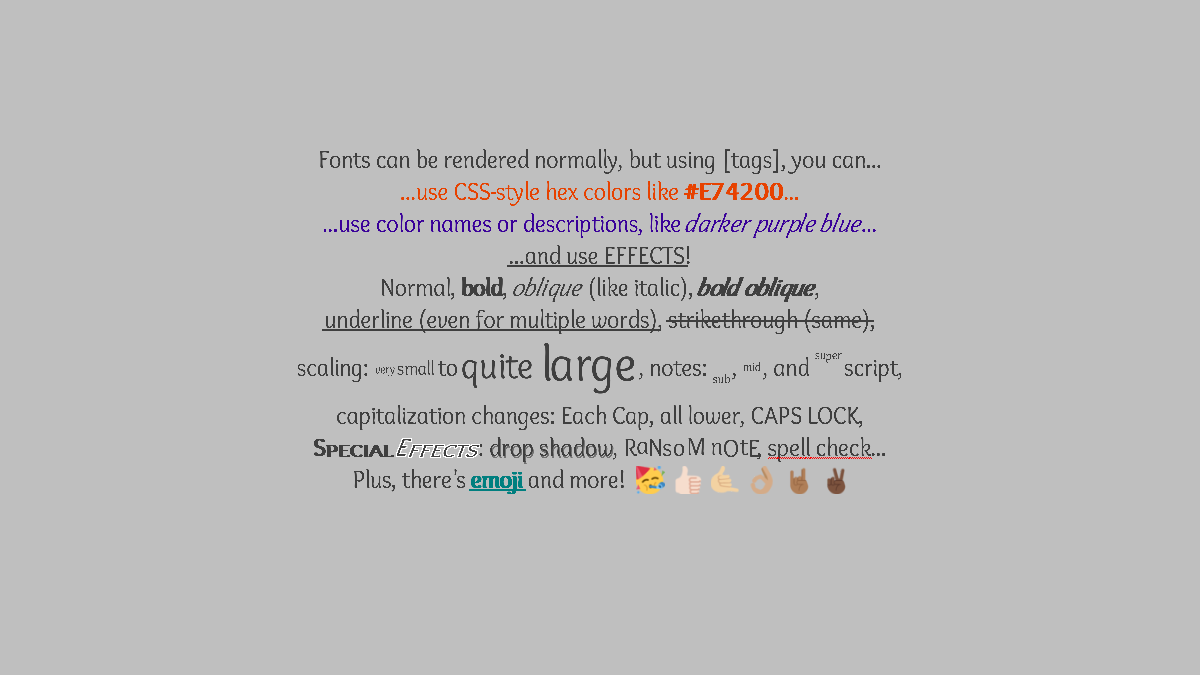 Fonts can be rendered normally, but using [tags], you can...
...use CSS-style hex colors like #E74200...
...use color names or descriptions, like darker purple blue...
...and use EFFECTS!
Normal, bold, oblique (like italic), bold oblique,
underline (even for multiple words), strikethrough (same),
scaling: very small to quite large, notes: sub, mid, and super script,
capitalization changes: Each Cap, all lower, CAPS LOCK,
Special Effects: drop shadow, RaNsoM nOtE, spell check...
Plus, there's emoji and more! 🥳 👍🏻 🤙🏼 👌🏽 🤘🏾 ✌🏿